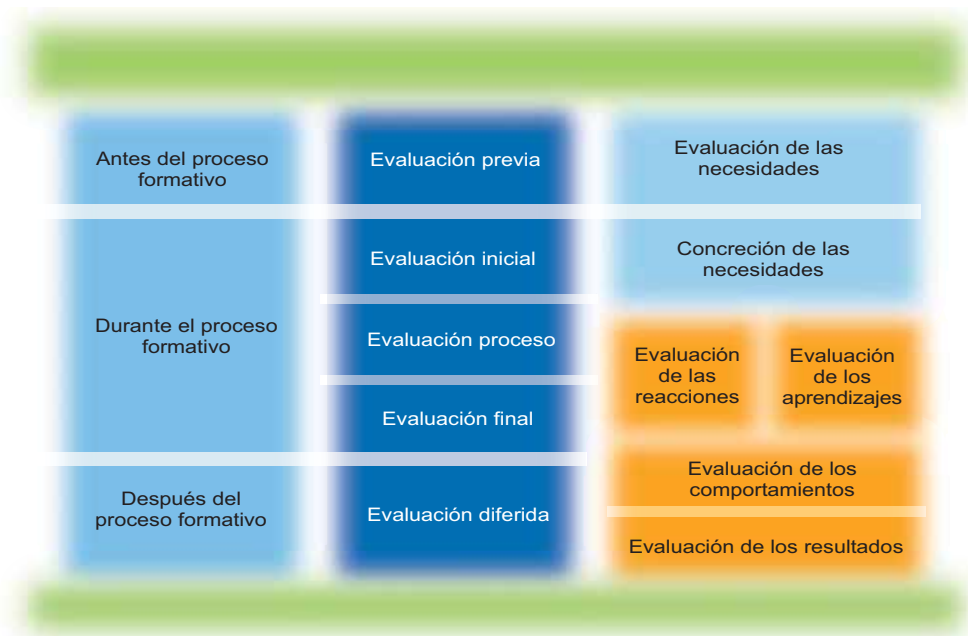 Antes del proceso
formativo
Evaluación previa
Evaluación de las
necesidades
Durante el proceso
formativo
Evaluación inicial
Concreción de las
necesidades
Evaluación proceso
Evaluación
de las
reacciones
Evaluación
de los
aprendizajes
Evaluación final
Después del
proceso formativo
Evaluación diferida
Evaluación de los
comportamientos
Evaluación de los resultados